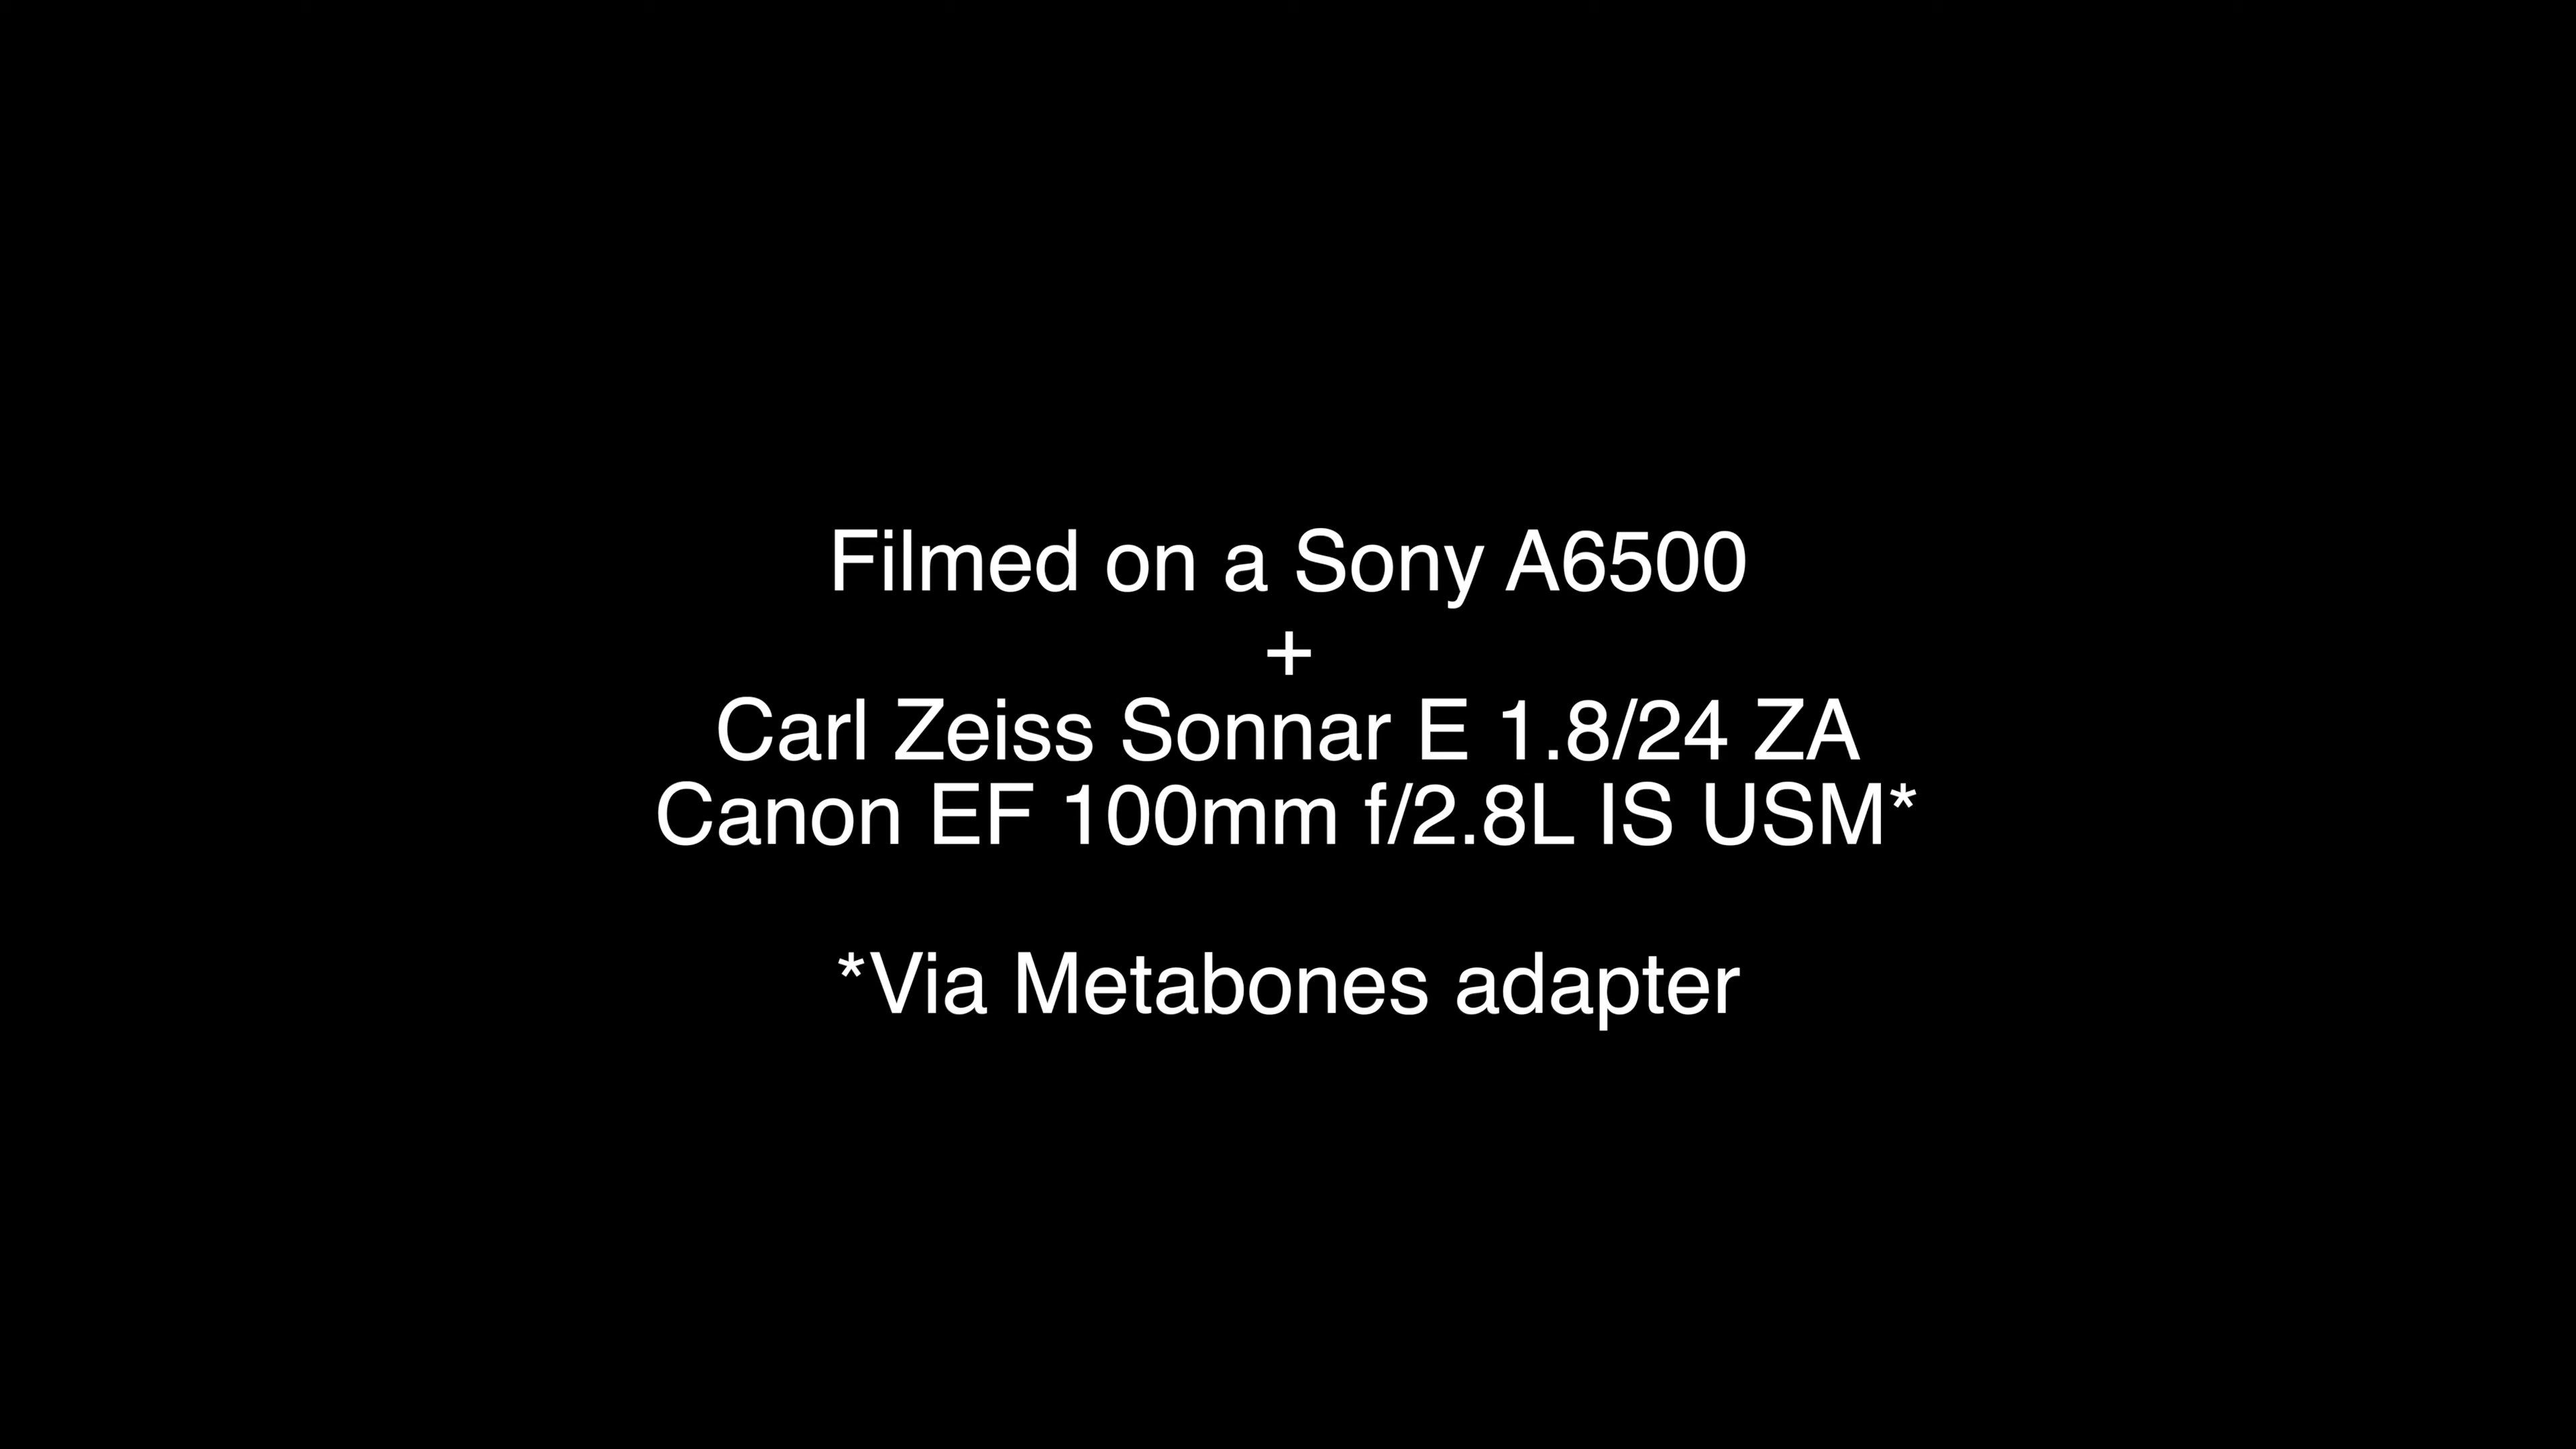 Filmed on a Sony A6500
+
Carl Zeiss Sonnar E 1.8/24 ZA
Canon EF 100mm f/2.8L IS USM*
*Via Metabones adapter